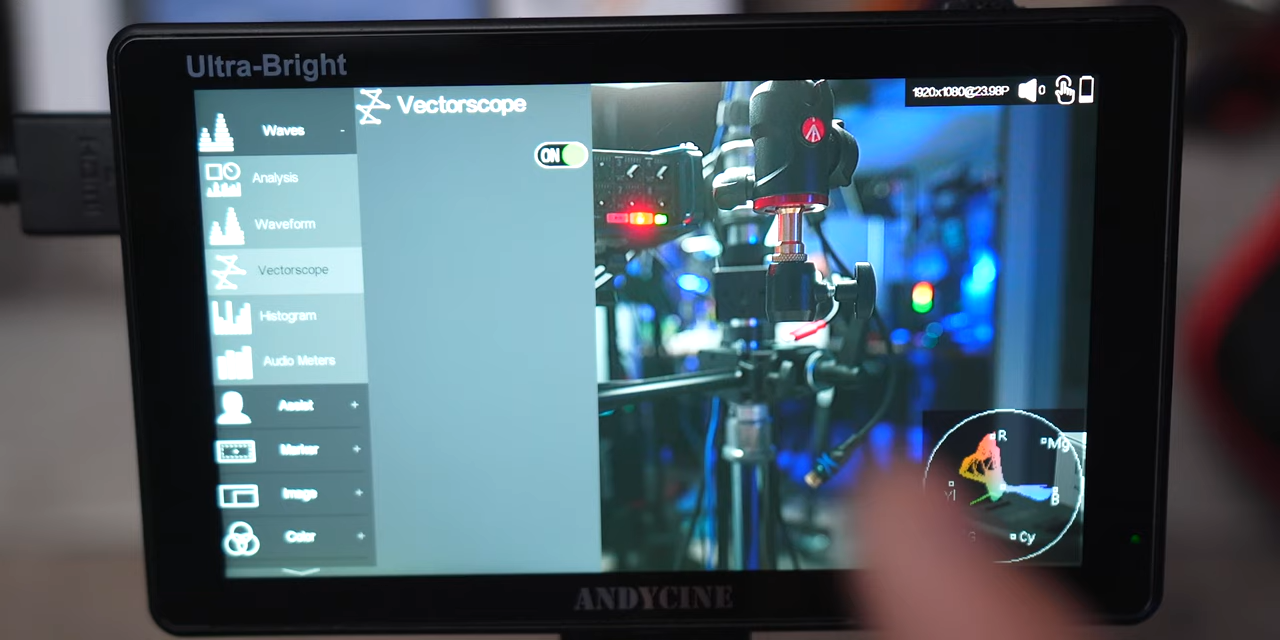 Ultra-Bright
Vectorscope
ON
1920x1080@23.98P
0
Waves -
Analysis
Waveform
Vectorscope
Histogram
Audio Meters
Assist +
Marker +
Image +
Color +
R
Mg
B
Cy
G
Yl
ANDYCINE